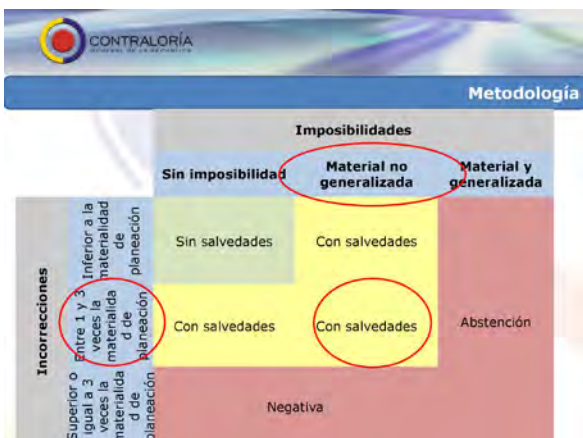 CONTRALORÍA
GENERAL DE LA REPÚBLICA
Metodología
Imposibilidades
Sin imposibilidad
Material no
generalizada
Material y
generalizada
Incorrecciones
Inferior a la
materialidad
de
planeación
Sin salvedades
Con salvedades
Entre 1 y 3
veces la
materialida
d de
planeación
Con salvedades
Con salvedades
Abstención
Superior o
igual a 3
veces la
materialida
d de
planeación
Negativa